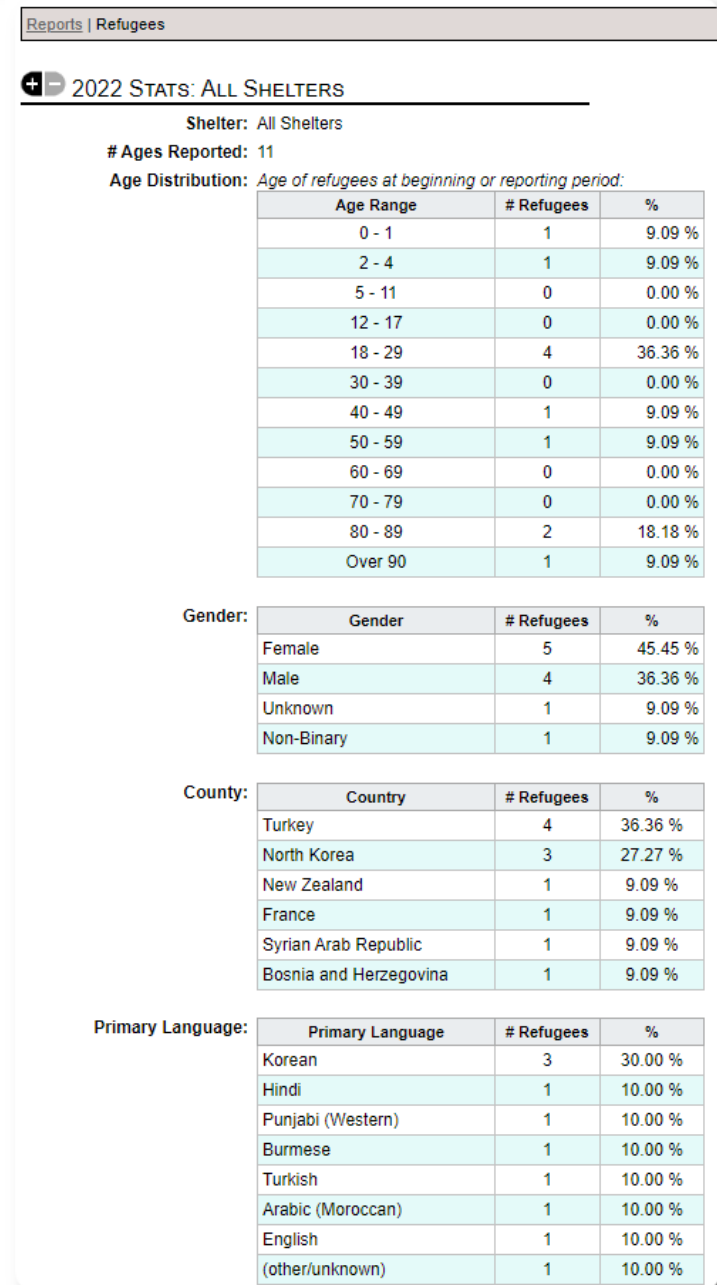 Reports | Refugees
2022 Stats: All Shelters
Shelter: All Shelters
# Ages Reported: 11
Age Distribution: Age of refugees at beginning or reporting period:
Age Range # Refugees %
0 - 1 1 9.09 %
2 - 4 1 9.09 %
5 - 11 0 0.00 %
12 - 17 0 0.00 %
18 - 29 4 36.36 %
30 - 39 0 0.00 %
40 - 49 1 9.09 %
50 - 59 1 9.09 %
60 - 69 0 0.00 %
70 - 79 0 0.00 %
80 - 89 2 18.18 %
Over 90 1 9.09 %
Gender: Gender # Refugees %
Female 5 45.45 %
Male 4 36.36 %
Unknown 1 9.09 %
Non-Binary 1 9.09 %
County: Country # Refugees %
Turkey 4 36.36 %
North Korea 3 27.27 %
New Zealand 1 9.09 %
France 1 9.09 %
Syrian Arab Republic 1 9.09 %
Bosnia and Herzegovina 1 9.09 %
Primary Language: Primary Language # Refugees %
Korean 3 30.00 %
Hindi 1 10.00 %
Punjabi (Western) 1 10.00 %
Burmese 1 10.00 %
Turkish 1 10.00 %
Arabic (Moroccan) 1 10.00 %
English 1 10.00 %
(other/unknown) 1 10.00 %